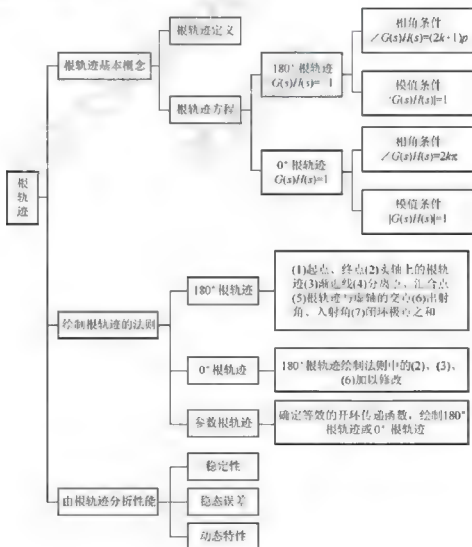 根轨迹
根轨迹基本概念
根轨迹定义
根轨迹方程
180°根轨迹
G(s)H(s)=-1
相角条件
∠G(s)H(s)=(2k+1)p
模值条件
|G(s)H(s)|=1
0°根轨迹
G(s)H(s)=1
相角条件
∠G(s)H(s)=2kπ
模值条件
|G(s)H(s)|=1
绘制根轨迹的法则
180°根轨迹
(1)起点、终点(2)实轴上的根轨
迹(3)渐近线(4)分离点、汇合点
(5)根轨迹与虚轴的交点(6)出射
角、入射角(7)闭环极点之和
0°根轨迹
180°根轨迹绘制法则中的(2)、(3)、
(6)加以修改
参数根轨迹
确定等效的开环传递函数,绘制180°
根轨迹或0°根轨迹
由根轨迹分析性能
稳定性
稳态误差
动态特性